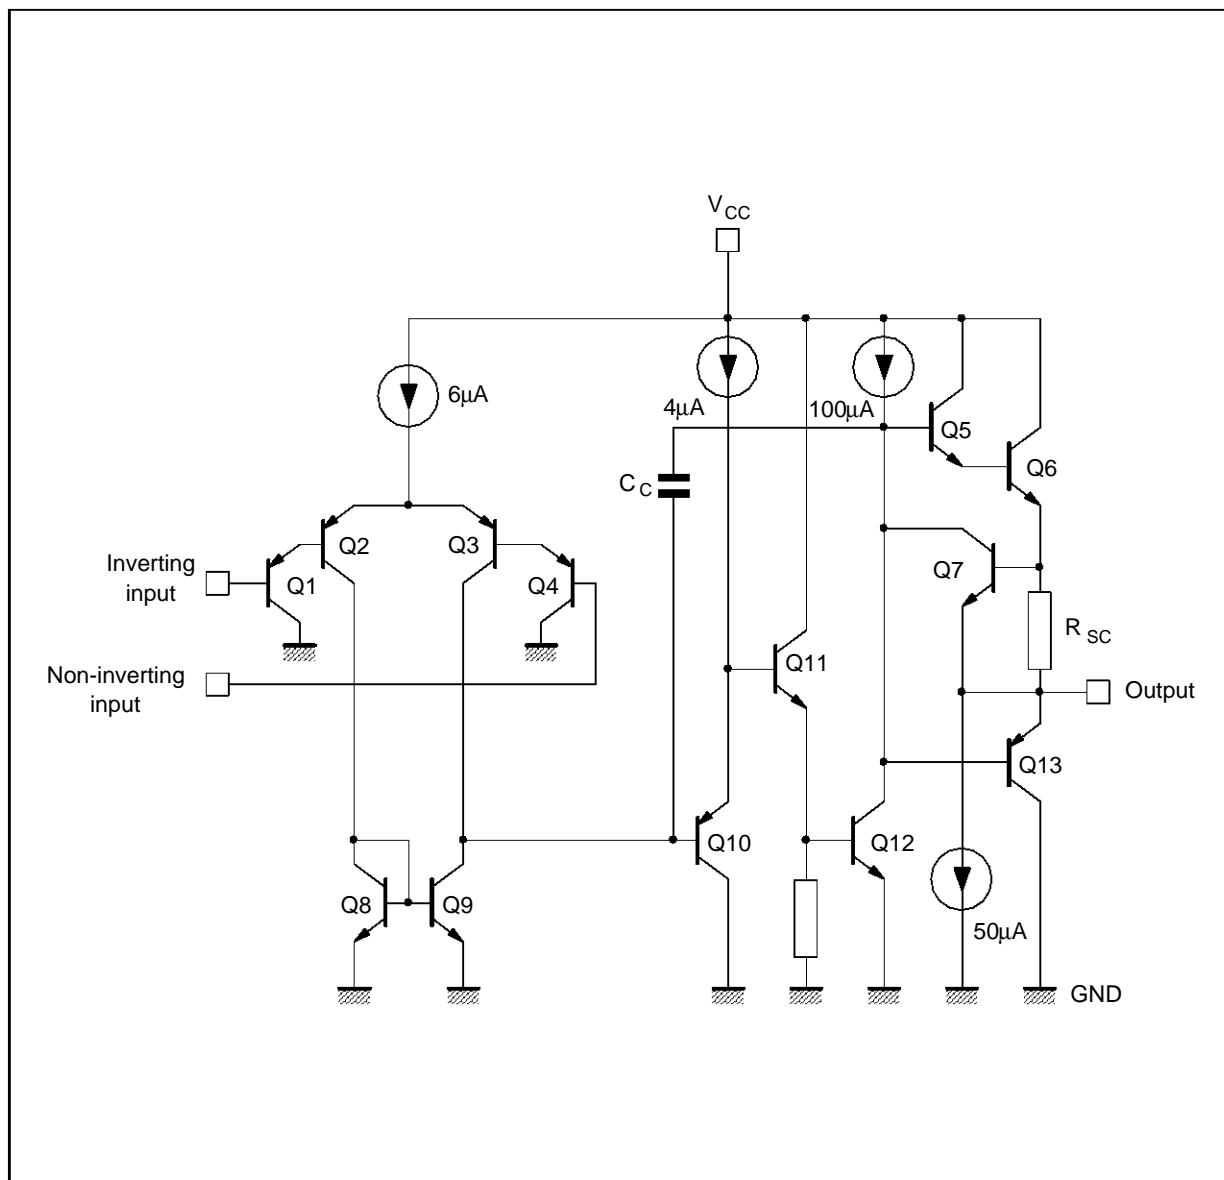 VCC
6μA
4μA
100μA
Q5
Q6
CC
Q2
Q3
Q7
Inverting
input
Q1
Q4
RSC
Q11
Non-inverting
input
Output
Q13
Q10
Q12
Q8
Q9
50μA
GND